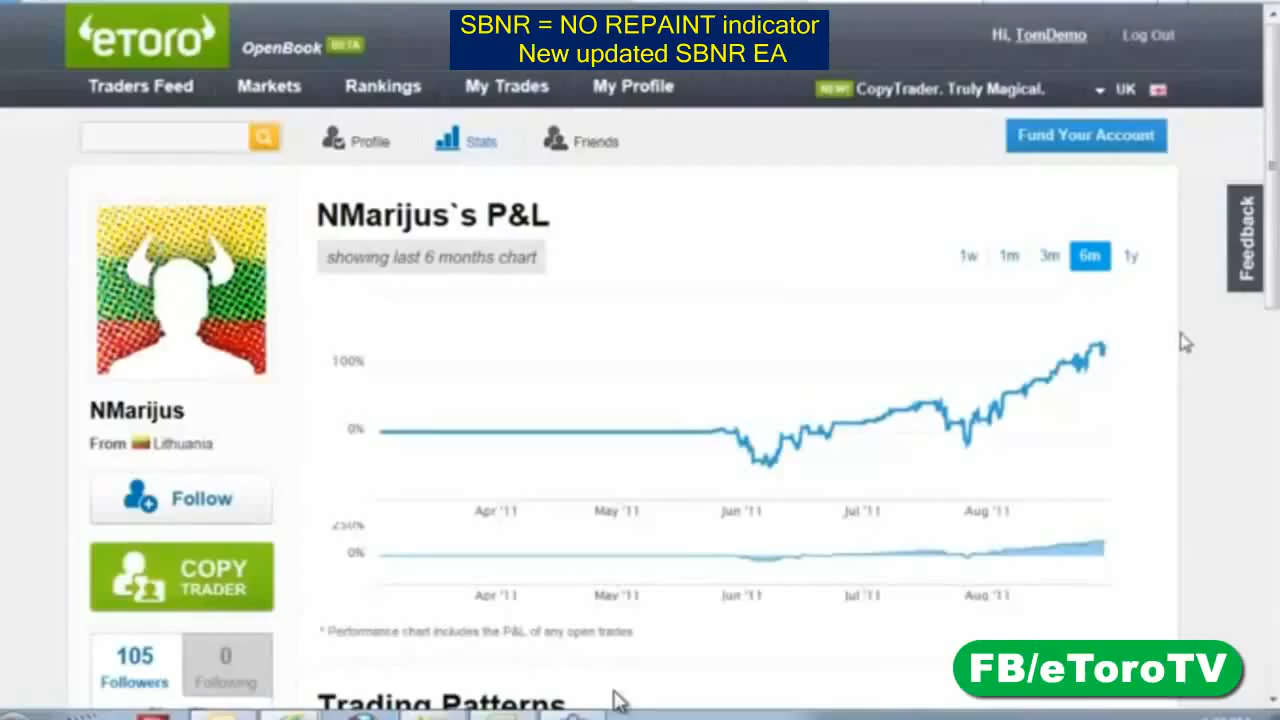 SBNR = NO REPAINT indicator
New updated SBNR EA
eTORO OpenBook BETA
Hi, TomDemo Log Out
Traders Feed Markets Rankings My Trades My Profile NEW! CopyTrader. Truly Magical. UK
Profile Stats Friends Fund Your Account
Feedback
NMarijus`s P&L
showing last 6 months chart
1w 1m 3m 6m 1y
100%
0%
Apr '11 May '11 Jun '11 Jul '11 Aug '11
250%
0%
Apr '11 May '11 Jun '11 Jul '11 Aug '11
* Performance chart includes the P&L of any open trades
NMarijus
From Lithuania
Follow
COPY
TRADER
105 0
Followers Following
Trading Patterns
FB/eToroTV